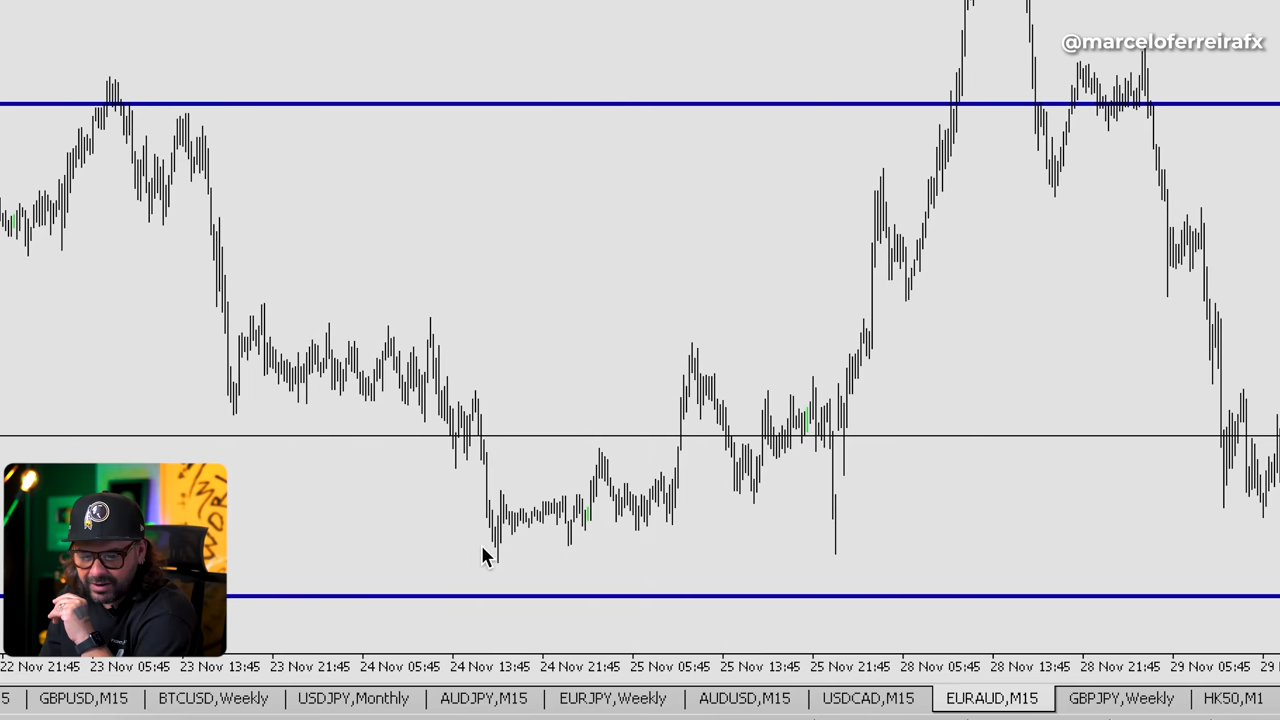 @marceloferreirafx
22 Nov 21:45 23 Nov 05:45 23 Nov 13:45 23 Nov 21:45 24 Nov 05:45 24 Nov 13:45 24 Nov 21:45 25 Nov 05:45 25 Nov 13:45 25 Nov 21:45 28 Nov 05:45 28 Nov 13:45 28 Nov 21:45 29 Nov 05:45 29
5 GBPUSD,M15 BTCUSD,Weekly USDJPY,Monthly AUDJPY,M15 EURJPY,Weekly AUDUSD,M15 USDCAD,M15 EURAUD,M15 GBPJPY,Weekly HK50,M1